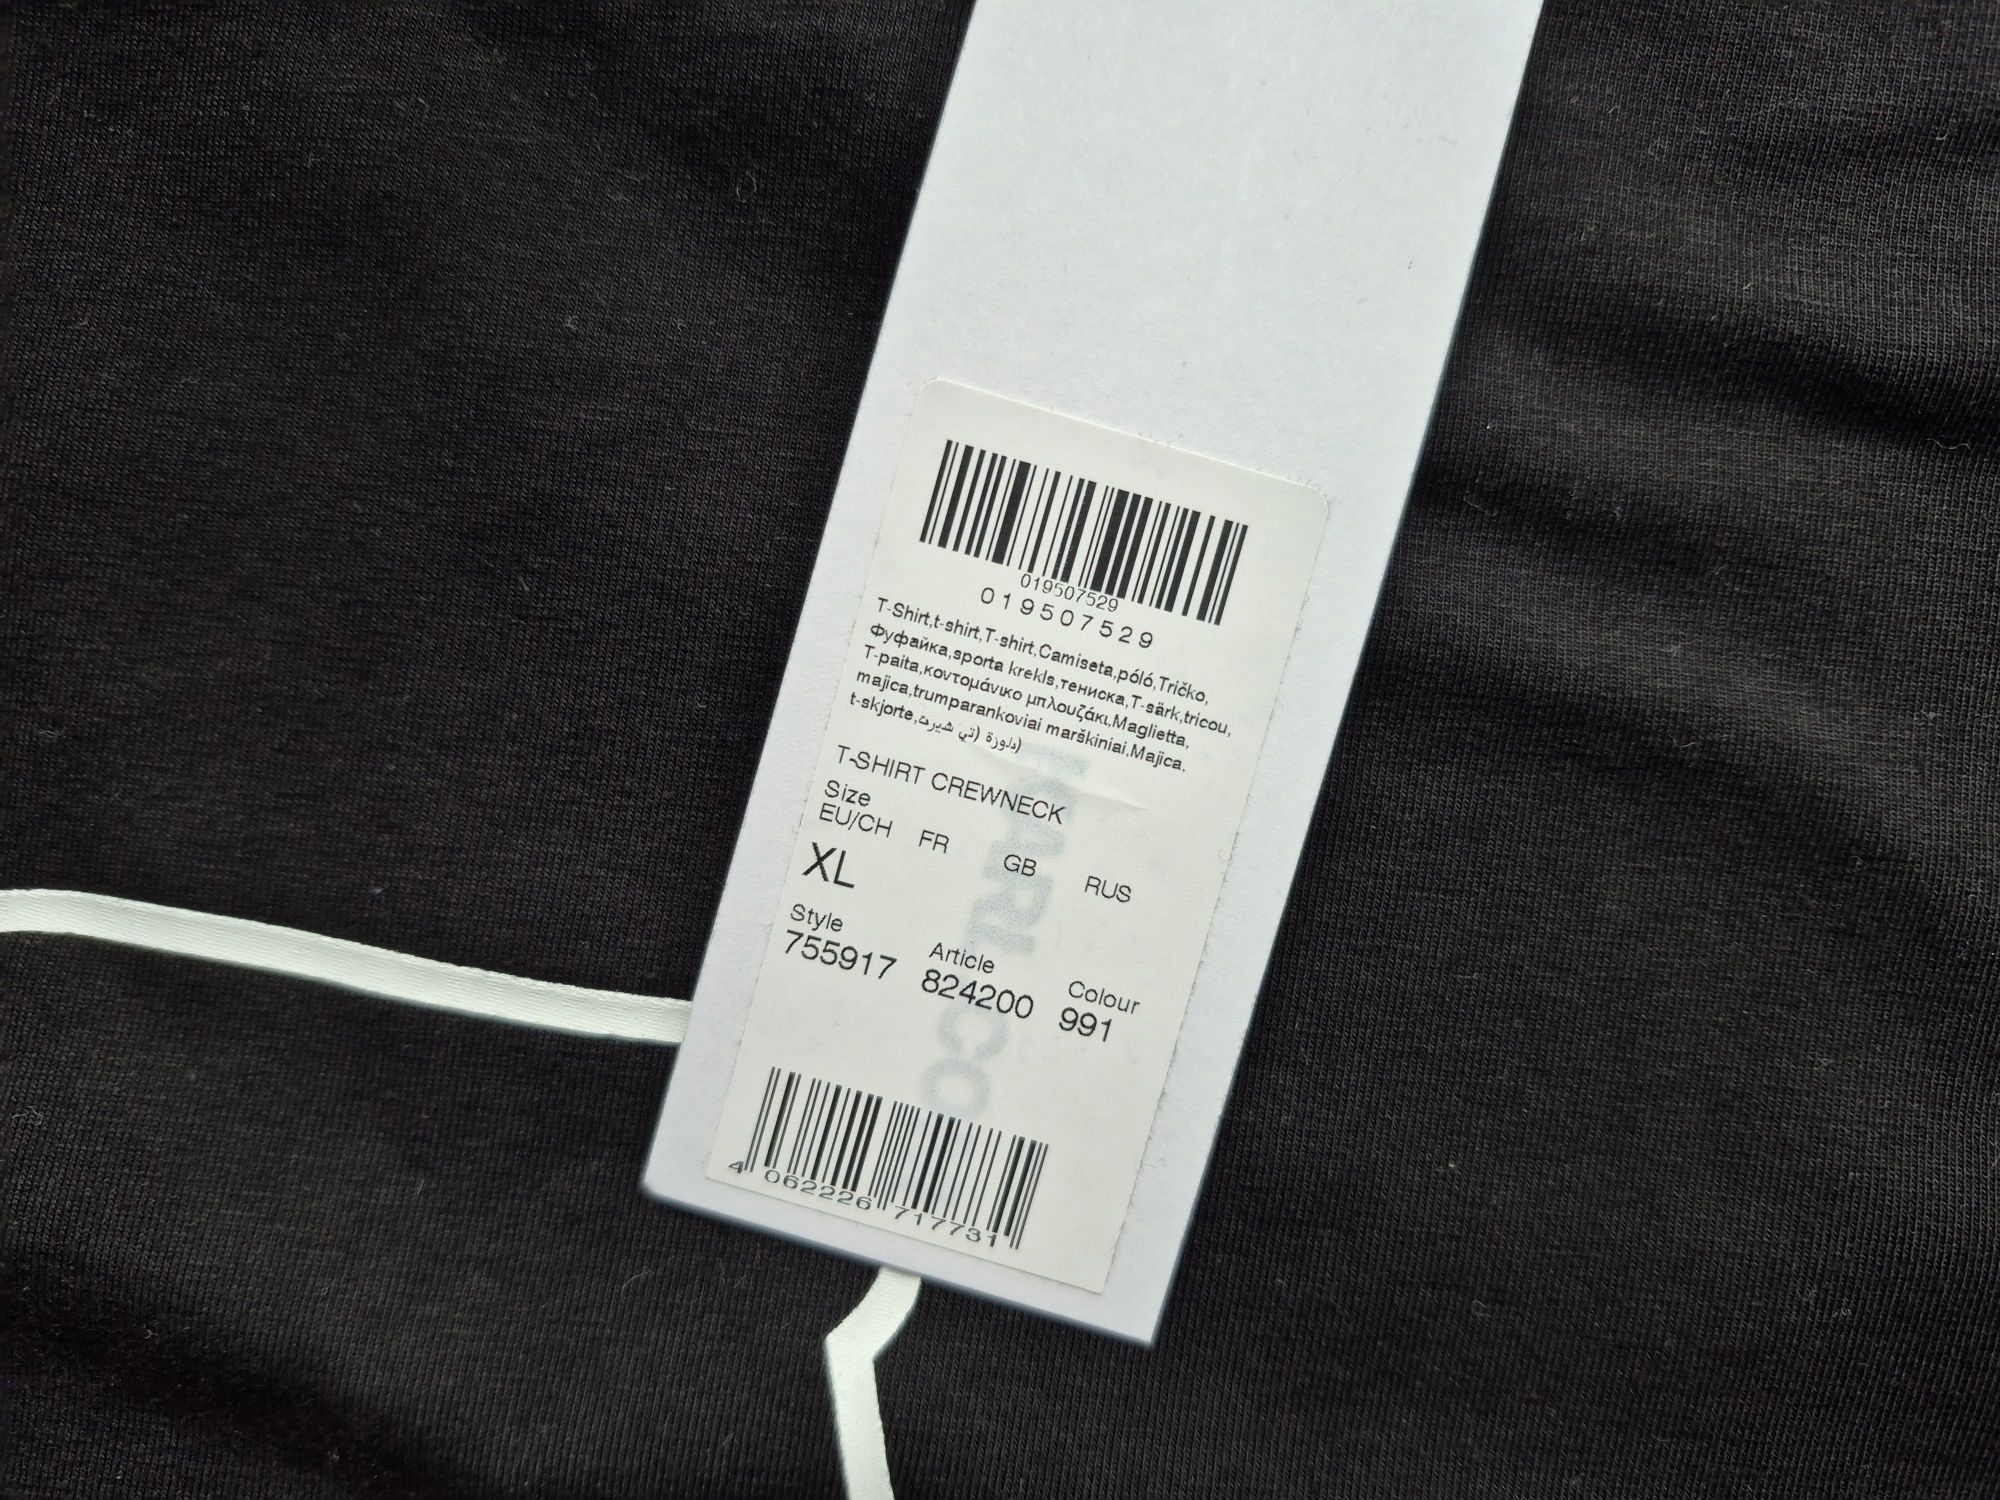 019507529
019507529
T-Shirt,t-shirt,T-shirt,Camiseta,póló,Tričko,
Фуфайка,sporta krekls,тениска,T-särk,tricou,
T-paita,κοντομάνικο μπλουζάκι,Maglietta,
majica,trumparankoviai marškiniai,Majica,
t-skjorte,بلوزة (تي شيرت)
T-SHIRT CREWNECK
Size
EU/CH FR GB RUS
XL
Style Article Colour
755917 824200 991
4 062226 717731